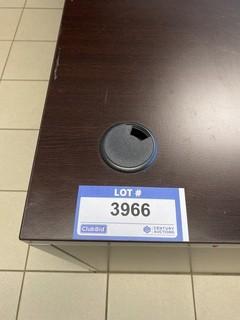 LOT #
3966
ClubBid
CENTURY
AUCTIONS